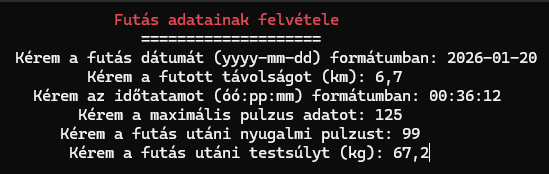 Futás adatainak felvétele
====================
Kérem a futás dátumát (yyyy-mm-dd) formátumban: 2026-01-20
Kérem a futott távolságot (km): 6,7
Kérem az időtatamot (óó:pp:mm) formátumban: 00:36:12
Kérem a maximális pulzus adatot: 125
Kérem a futás utáni nyugalmi pulzust: 99
Kérem a futás utáni testsúlyt (kg): 67,2